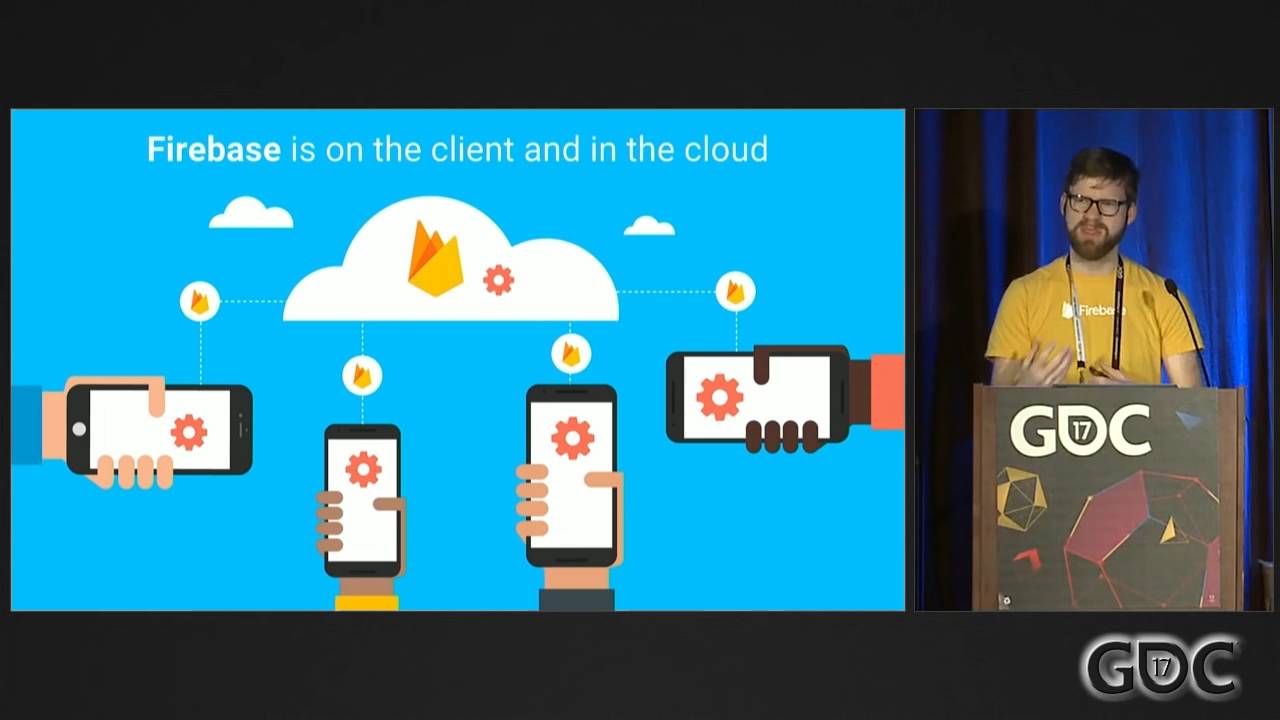 Firebase is on the client and in the cloud
Firebase
GDC
17
GDC
17